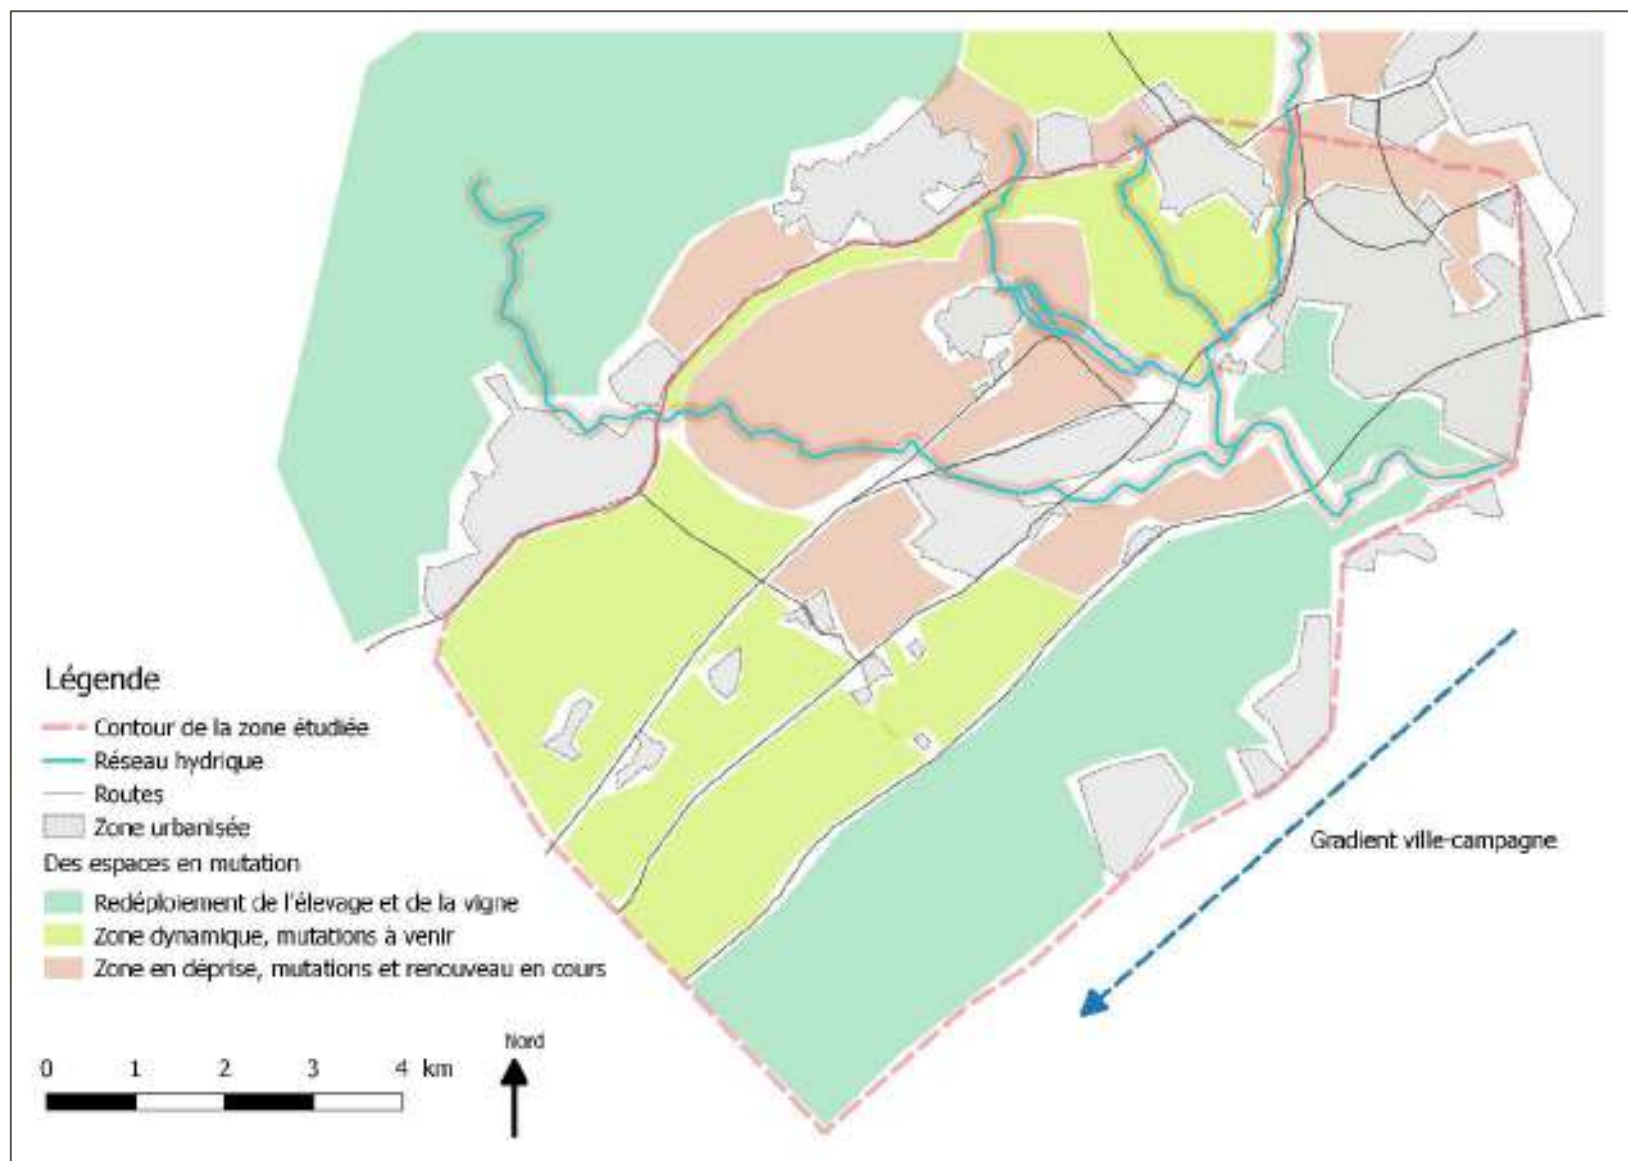 Légende
Contour de la zone étudiée
Réseau hydrique
Routes
Zone urbanisée
Des espaces en mutation
Redéploiement de l'élevage et de la vigne
Zone dynamique, mutations à venir
Zone en déprise, mutations et renouveau en cours
0 1 2 3 4 km
Nord
Gradient ville-campagne